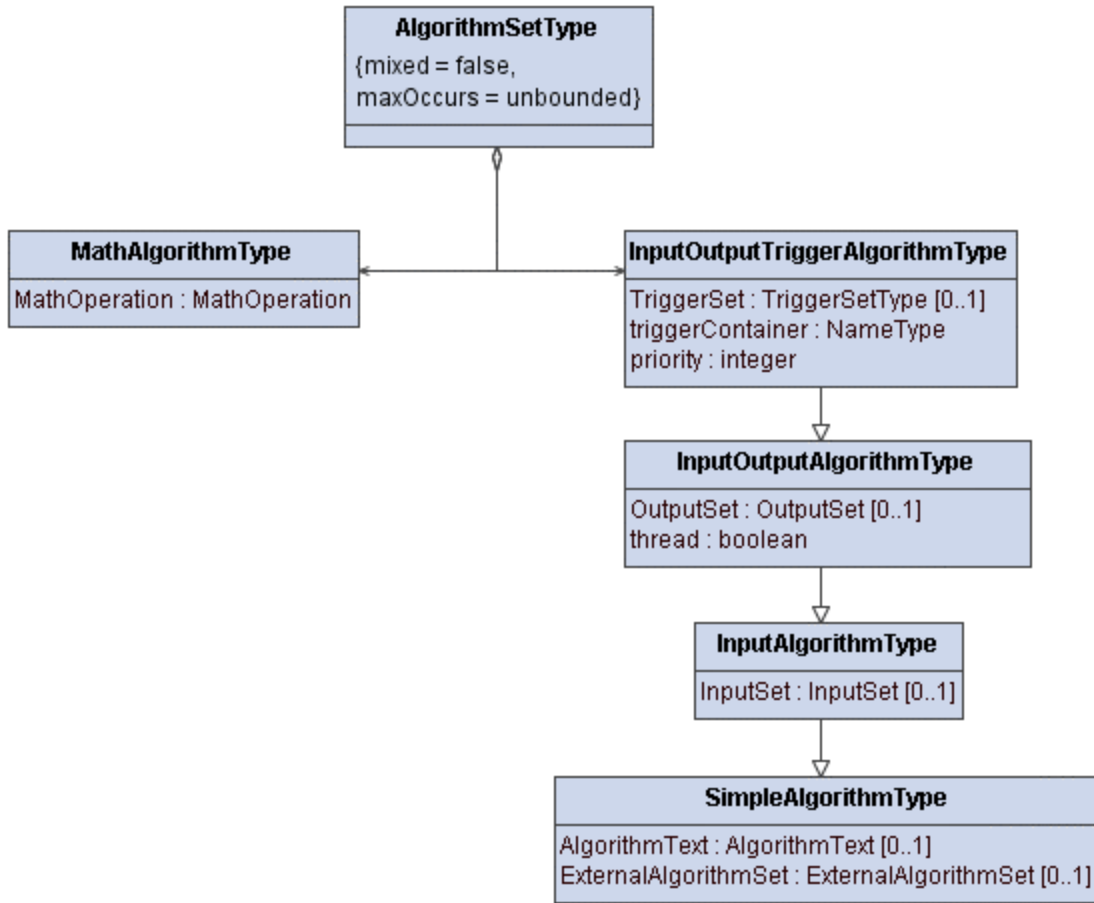 AlgorithmSetType
{mixed = false,
maxOccurs = unbounded}
MathAlgorithmType
MathOperation : MathOperation
InputOutputTriggerAlgorithmType
TriggerSet : TriggerSetType [0..1]
triggerContainer : NameType
priority : integer
InputOutputAlgorithmType
OutputSet : OutputSet [0..1]
thread : boolean
InputAlgorithmType
InputSet : InputSet [0..1]
SimpleAlgorithmType
AlgorithmText : AlgorithmText [0..1]
ExternalAlgorithmSet : ExternalAlgorithmSet [0..1]